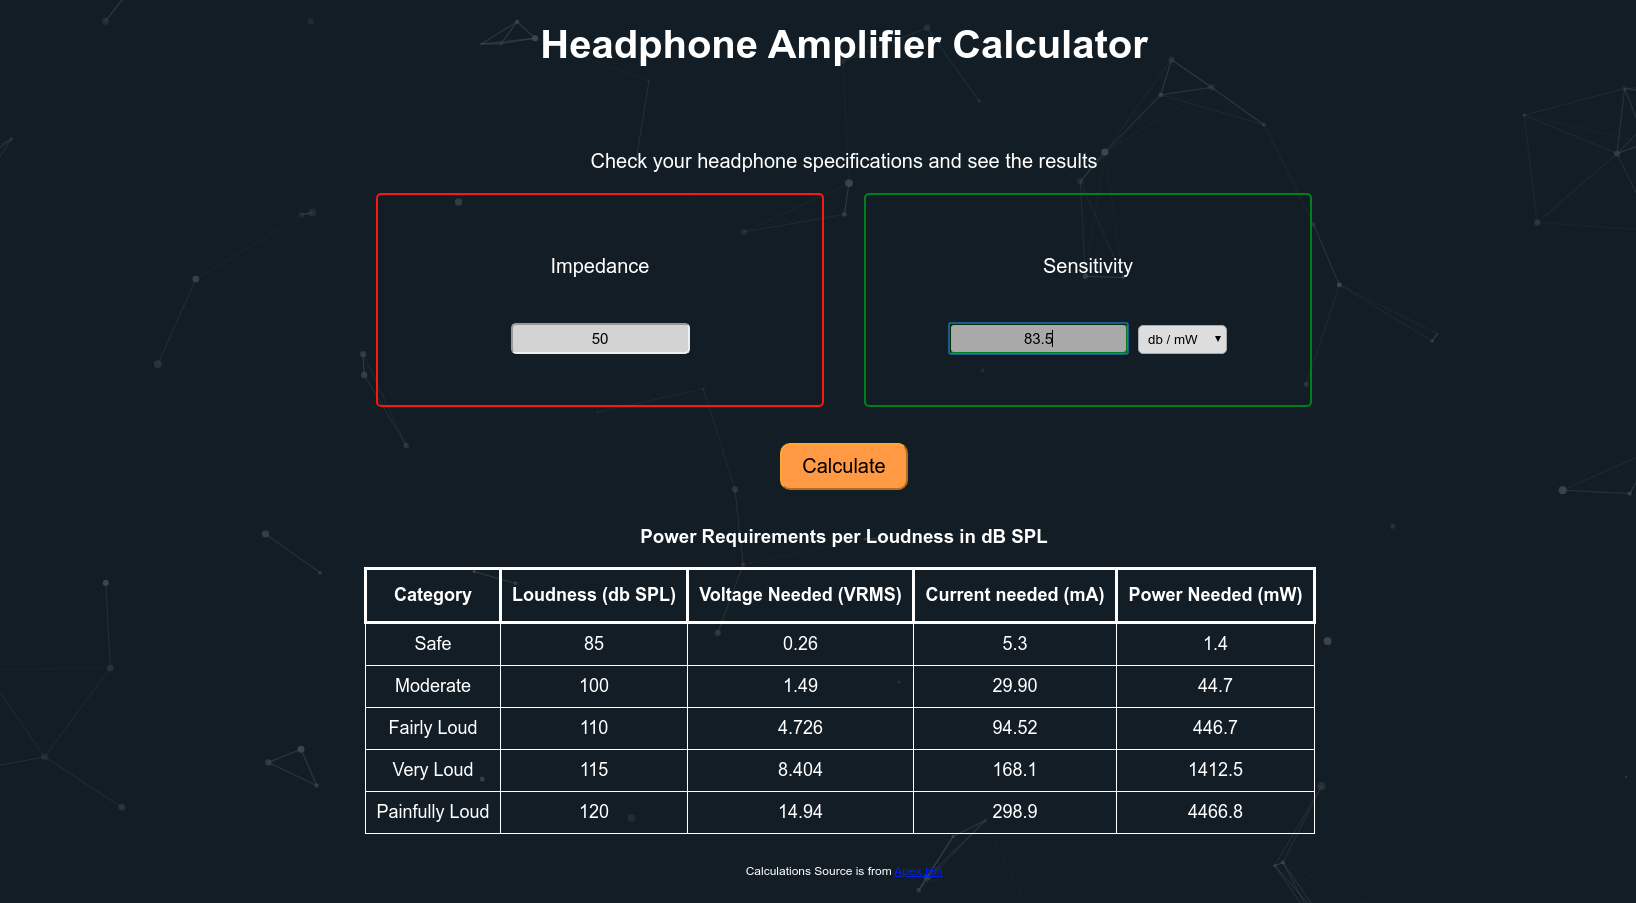 Headphone Amplifier Calculator
Check your headphone specifications and see the results
Impedance
50
Sensitivity
83.5 db / mW
Calculate
Power Requirements per Loudness in dB SPL
Category Loudness (db SPL) Voltage Needed (VRMS) Current needed (mA) Power Needed (mW)
Safe 85 0.26 5.3 1.4
Moderate 100 1.49 29.90 44.7
Fairly Loud 110 4.726 94.52 446.7
Very Loud 115 8.404 168.1 1412.5
Painfully Loud 120 14.94 298.9 4466.8
Calculations Source is from Apex